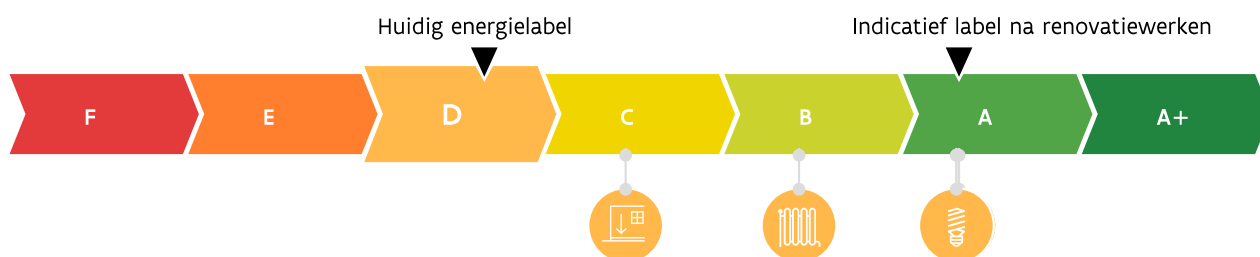 Huidig energielabel
Indicatief label na renovatiewerken
F E D C B A A+